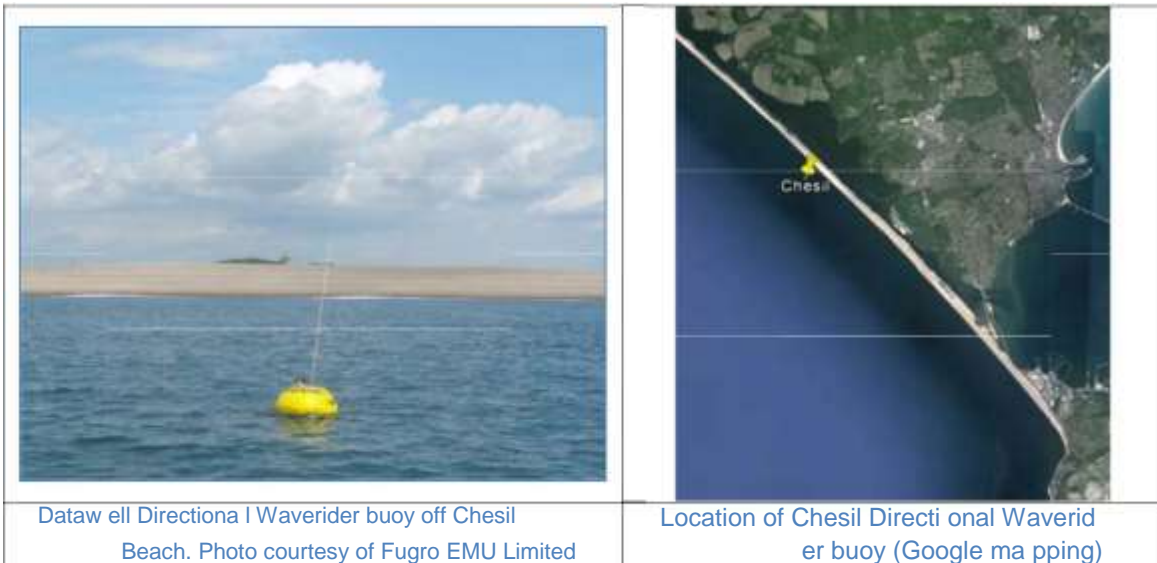 Chesil
Dataw ell Directiona l Waverider buoy off Chesil
Beach. Photo courtesy of Fugro EMU Limited
Location of Chesil Directi onal Waverid
er buoy (Google ma pping)